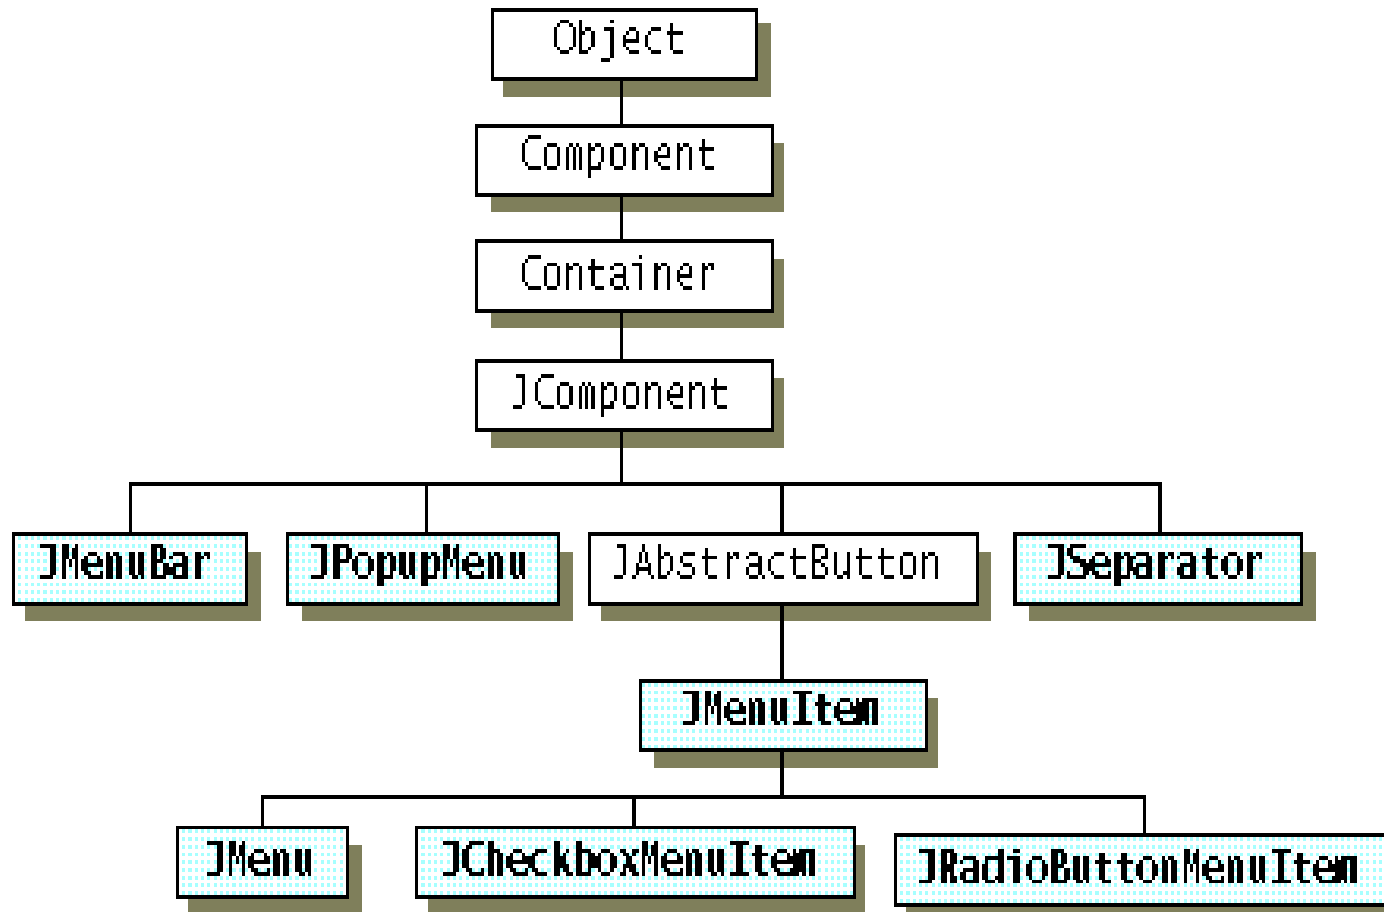 Object
Component
Container
JComponent
JMenuBar
JPopupMenu
JAbstractButton
JSeparator
JMenuItem
JMenu
JCheckboxMenuItem
JRadioButtonMenuItem